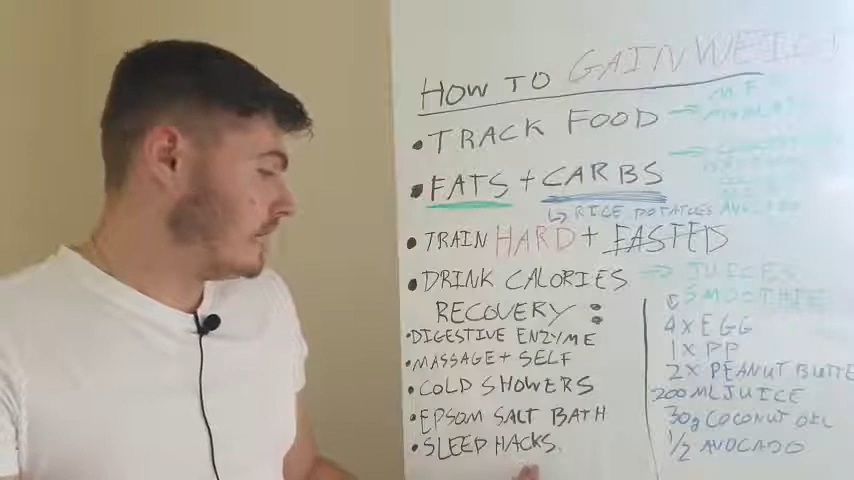 HOW TO GAIN WEIGHT
• TRACK FOOD →
• FATS + CARBS →
↳ RICE POTATOES
• TRAIN HARD + FASTED
• DRINK CALORIES → JUICES
SMOOTHIE
RECOVERY :
• DIGESTIVE ENZYME
• MASSAGE + SELF
• COLD SHOWERS
• EPSOM SALT BATH
• SLEEP HACKS.
4 x EGG
1 x PP
2 x PEANUT BUTTE
200 ML JUICE
30g COCONUT OIL
1/2 AVOCADO